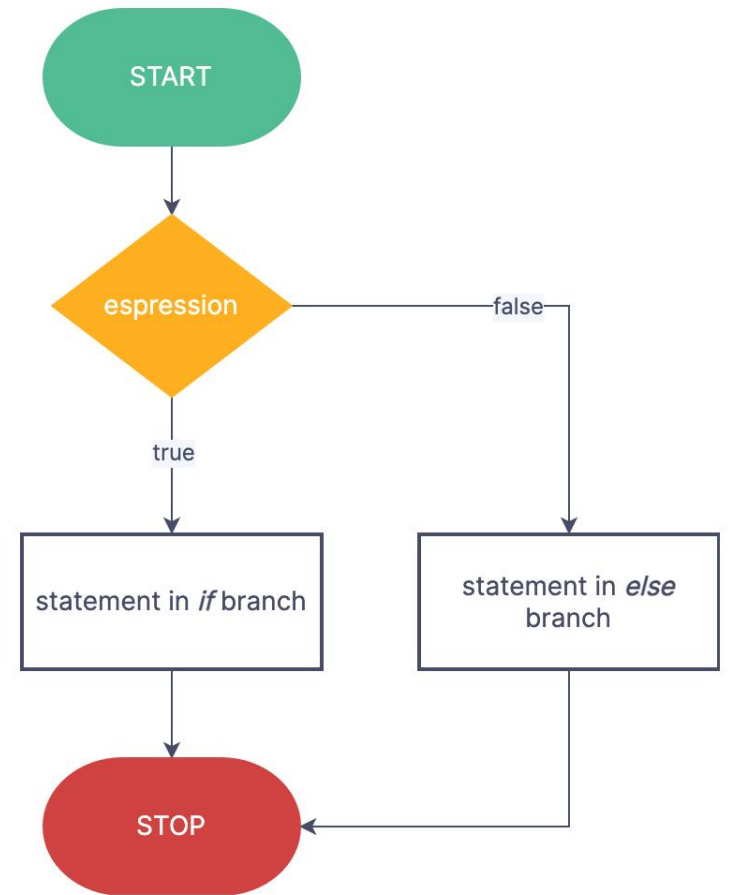 START
espression
false
true
statement in if branch
statement in else
branch
STOP